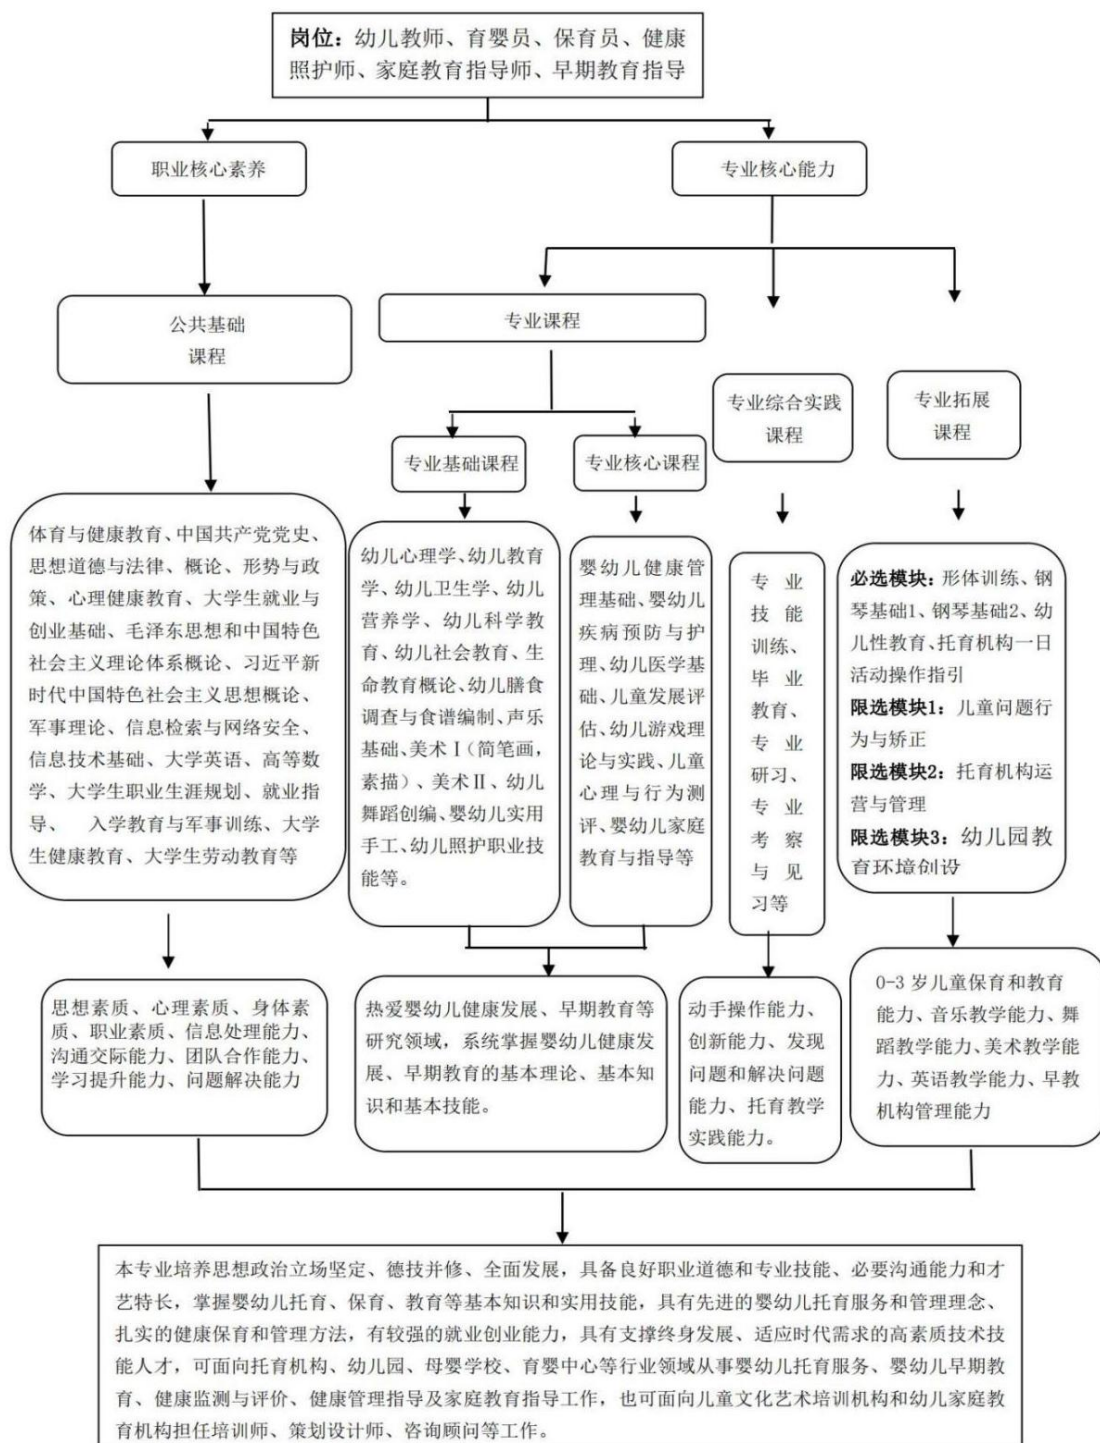 岗位：幼儿教师、育婴员、保育员、健康
照护师、家庭教育指导师、早期教育指导
职业核心素养
专业核心能力
公共基础
课程
专业课程
专业综合实践
课程
专业拓展
课程
专业基础课程
专业核心课程
体育与健康教育、中国共产党党史、
思想道德与法律、概论、形势与政
策、心理健康教育、大学生就业与
创业基础、毛泽东思想和中国特色
社会主义理论体系概论、习近平新
时代中国特色社会主义思想概论、
军事理论、信息检索与网络安全、
信息技术基础、大学英语、高等数
学、大学生职业生涯规划、就业指
导、 入学教育与军事训练、大学
生健康教育、大学生劳动教育等
幼儿心理学、幼儿教育
学、幼儿卫生学、幼儿
营养学、幼儿科学教
育、幼儿社会教育、生
命教育概论、幼儿膳食
调查与食谱编制、声乐
基础、美术Ⅰ（简笔画，
素描）、美术Ⅱ、幼儿
舞蹈创编、婴幼儿实用
手工、幼儿照护职业技
能等。
婴幼儿健康管
理基础、婴幼儿
疾病预防与护
理、幼儿医学基
础、儿童发展评
估、幼儿游戏理
论与实践、儿童
心理与行为测
评、婴幼儿家庭
教育与指导等
专 业
技 能
训练、
毕 业
教育、
专 业
研习、
专 业
考 察
与 见
习等
必选模块：形体训练、钢
琴基础1、钢琴基础2、幼
儿性教育、托育机构一日
活动操作指引
限选模块1：儿童问题行
为与矫正
限选模块2：托育机构运
营与管理
限选模块3：幼儿园教
育环境创设
思想素质、心理素质、身体素
质、职业素质、信息处理能力、
沟通交际能力、团队合作能力、
学习提升能力、问题解决能力
热爱婴幼儿健康发展、早期教育等
研究领域，系统掌握婴幼儿健康发
展、早期教育的基本理论、基本知
识和基本技能。
动手操作能力、
创新能力、发现
问题和解决问题
能力、托育教学
实践能力。
0-3 岁儿童保育和教育
能力、音乐教学能力、舞
蹈教学能力、美术教学能
力、英语教学能力、早教
机构管理能力
本专业培养思想政治立场坚定、德技并修、全面发展，具备良好职业道德和专业技能、必要沟通能力和才
艺特长，掌握婴幼儿托育、保育、教育等基本知识和实用技能，具有先进的婴幼儿托育服务和管理理念、
扎实的健康保育和管理方法，有较强的就业创业能力，具有支撑终身发展、适应时代需求的高素质技术技
能人才，可面向托育机构、幼儿园、母婴学校、育婴中心等行业领域从事婴幼儿托育服务、婴幼儿早期教
育、健康监测与评价、健康管理指导及家庭教育指导工作，也可面向儿童文化艺术培训机构和幼儿家庭教
育机构担任培训师、策划设计师、咨询顾问等工作。